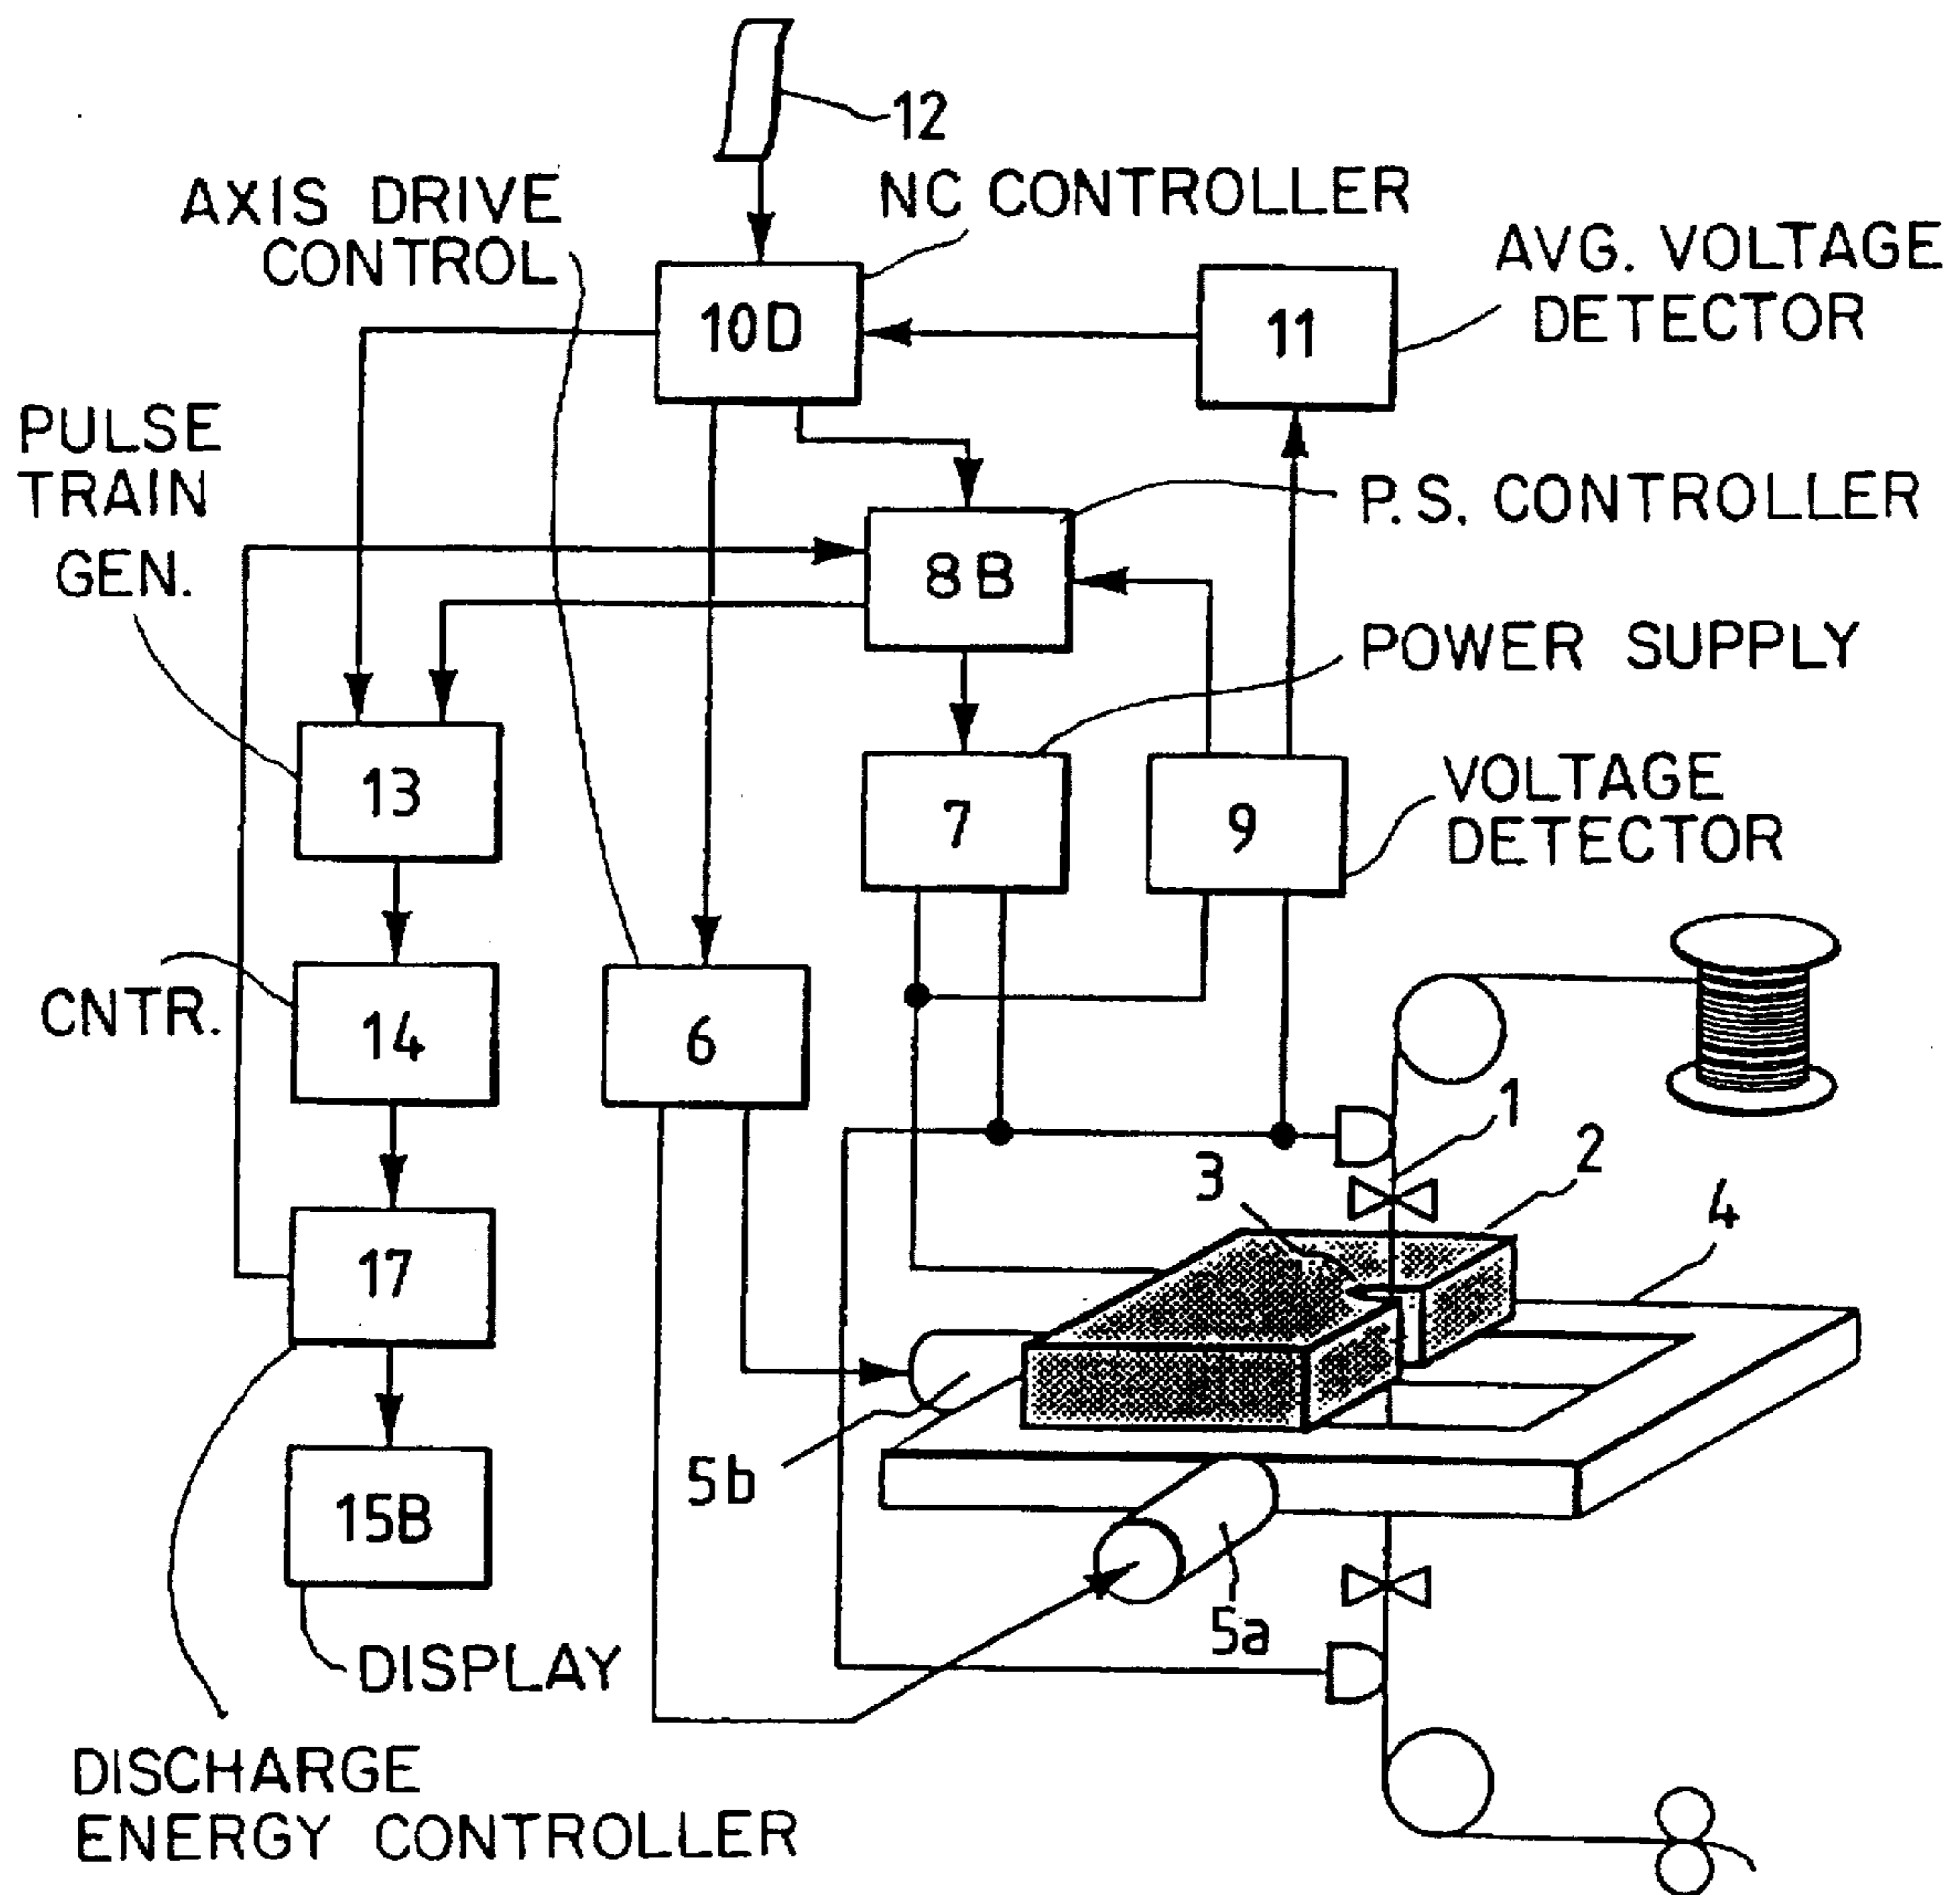 12
AXIS DRIVE
CONTROL
NC CONTROLLER
AVG. VOLTAGE
DETECTOR
10D
11
PULSE
TRAIN
GEN.
P.S. CONTROLLER
8B
POWER SUPPLY
13
7
9
VOLTAGE
DETECTOR
CNTR.
14
6
1
2
3
4
17
5b
15B
5a
DISPLAY
DISCHARGE
ENERGY CONTROLLER